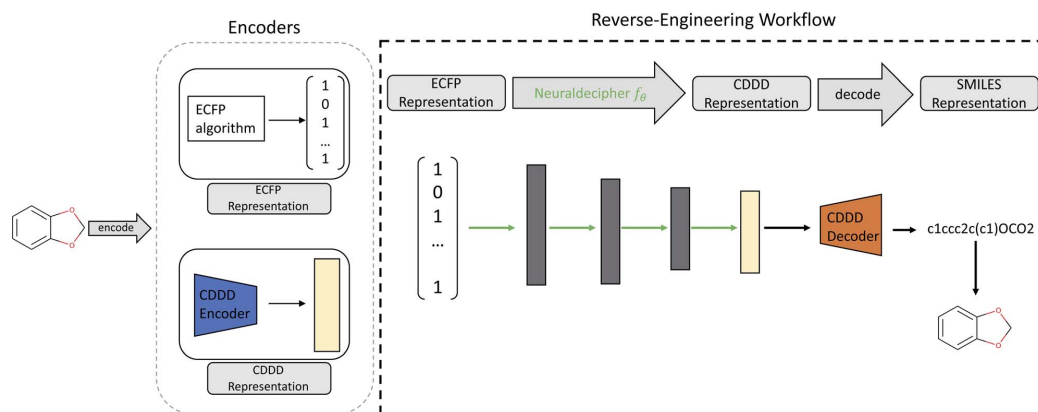 Encoders
Reverse-Engineering Workflow
ECFP
algorithm
1
0
1
...
1
ECFP
Representation
encode
CDDD
Encoder
CDDD
Representation
ECFP
Representation
Neuraldecipher fθ
CDDD
Representation
decode
SMILES
Representation
1
0
1
...
1
CDDD
Decoder
c1ccc2c(c1)OCO2
O
O
O
O